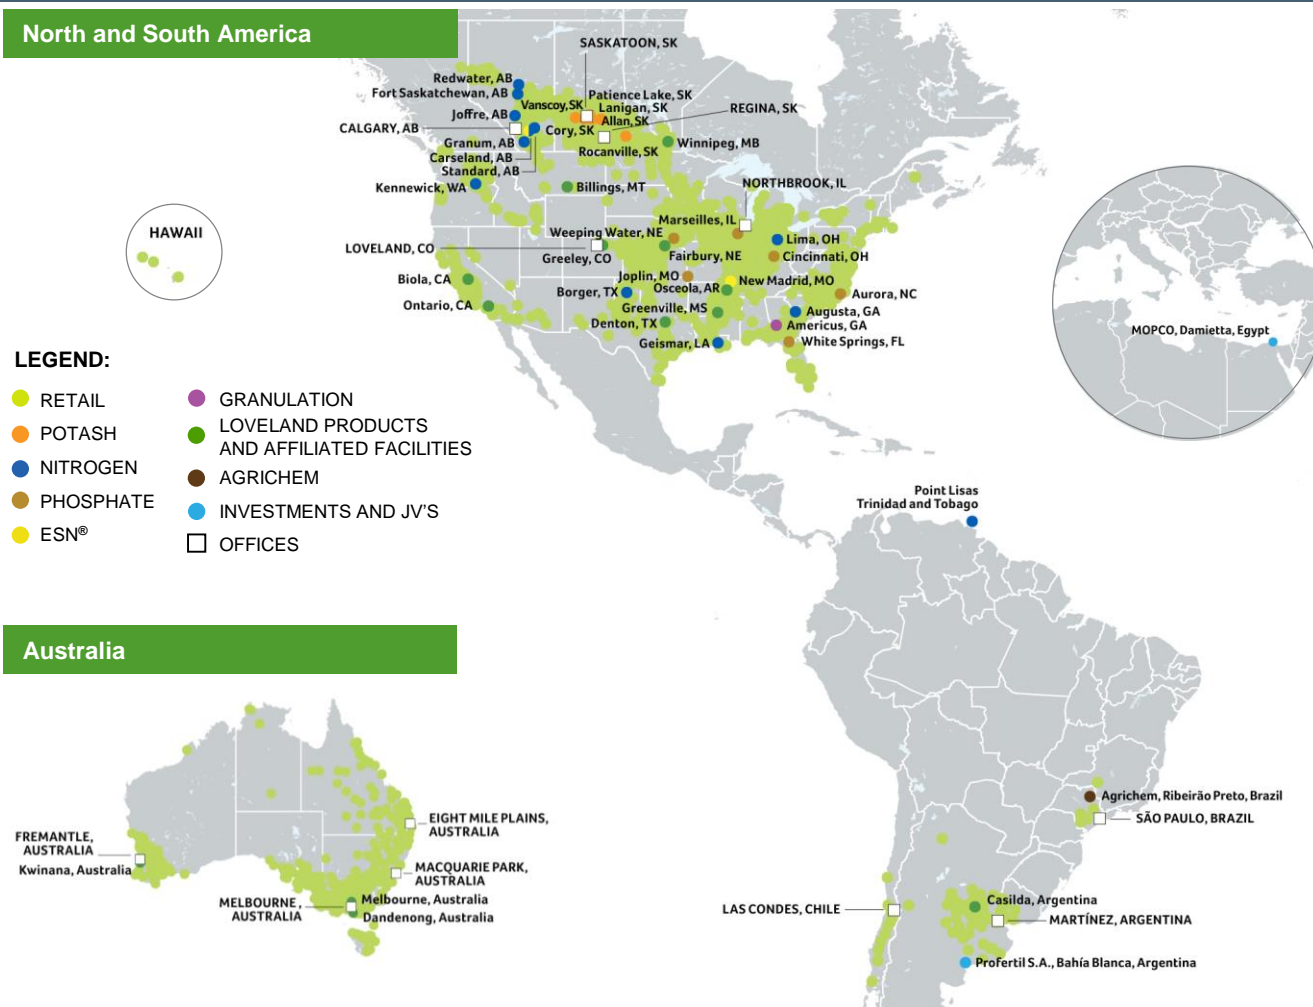 North and South America
SASKATOON, SK
Redwater, AB
Fort Saskatchewan, AB
Patience Lake, SK
Vanscoy, SK
Lanigan, SK
REGINA, SK
Joffre, AB
Allan, SK
CALGARY, AB
Cory, SK
Granum, AB
Rocanville, SK
Winnipeg, MB
Carseland, AB
Standard, AB
Kennewick, WA
Billings, MT
NORTHBROOK, IL
HAWAII
Marseilles, IL
Weeping Water, NE
Lima, OH
LOVELAND, CO
Greeley, CO
Fairbury, NE
Cincinnati, OH
Biola, CA
Joplin, MO
New Madrid, MO
Borger, TX
Osceola, AR
Aurora, NC
Ontario, CA
Greenville, MS
Augusta, GA
Denton, TX
Americus, GA
Geismar, LA
White Springs, FL
MOPCO, Damietta, Egypt
LEGEND:
RETAIL
POTASH
NITROGEN
PHOSPHATE
ESN®
GRANULATION
LOVELAND PRODUCTS
AND AFFILIATED FACILITIES
AGRICHEM
INVESTMENTS AND JV'S
OFFICES
Point Lisas
Trinidad and Tobago
Australia
EIGHT MILE PLAINS,
AUSTRALIA
FREMANTLE,
AUSTRALIA
Kwinana, Australia
MACQUARIE PARK,
AUSTRALIA
MELBOURNE,
AUSTRALIA
Melbourne, Australia
Dandenong, Australia
Agrichem, Ribeirão Preto, Brazil
SÃO PAULO, BRAZIL
Casilda, Argentina
LAS CONDES, CHILE
MARTÍNEZ, ARGENTINA
Profertil S.A., Bahía Blanca, Argentina